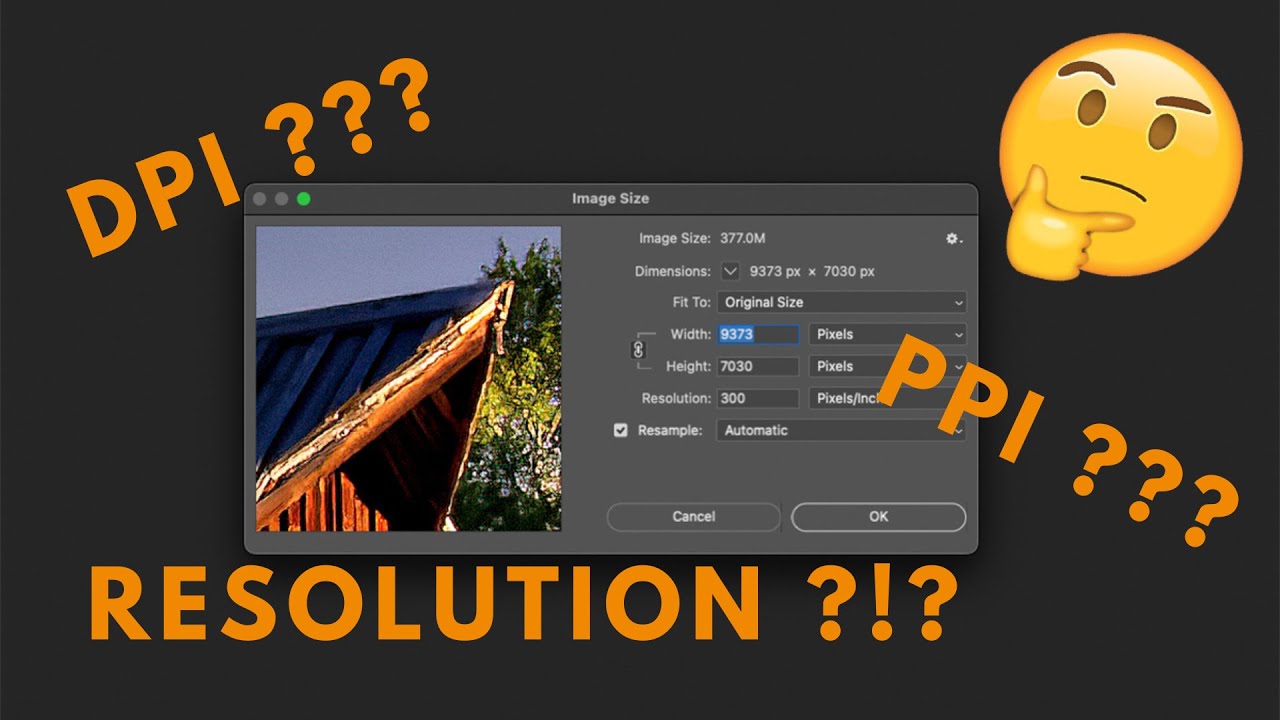 DPI ???
Image Size
Image Size: 377.0M
Dimensions: 9373 px × 7030 px
Fit To: Original Size
Width: 9373 Pixels
Height: 7030 Pixels
Resolution: 300 Pixels/Incl
Resample: Automatic
PPI ???
Cancel OK
RESOLUTION ?!?